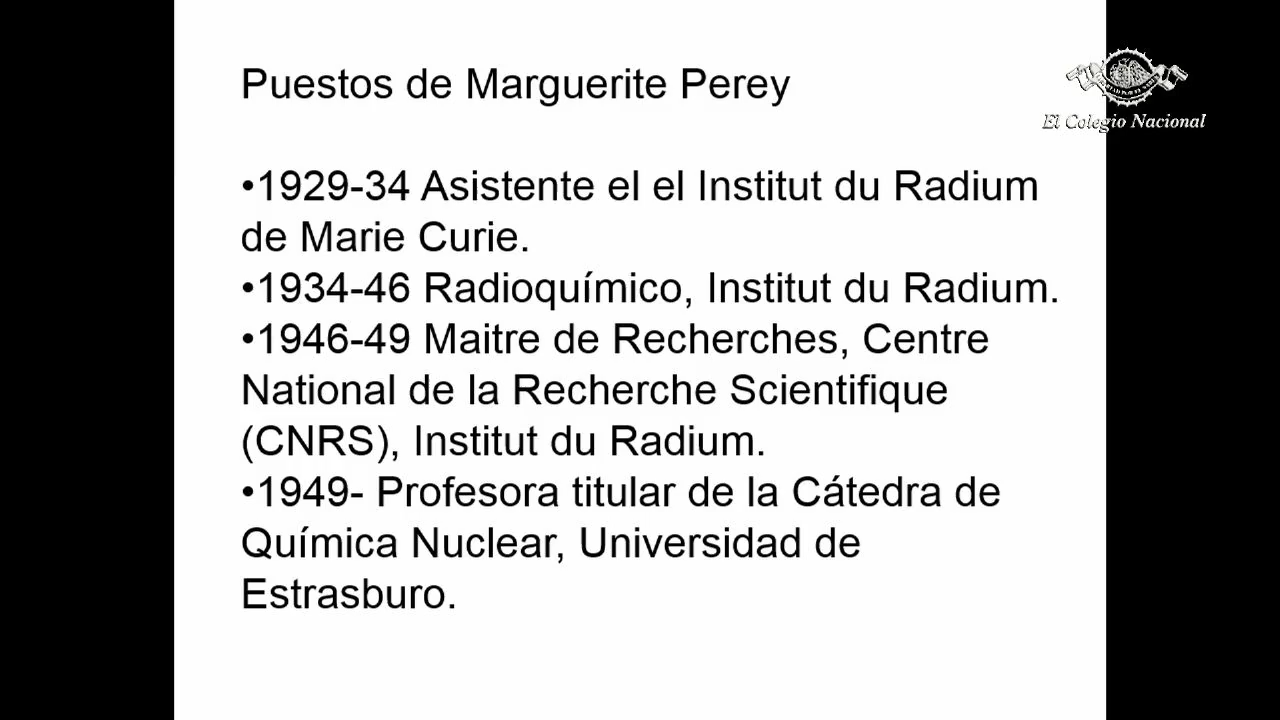 Puestos de Marguerite Perey
El Colegio Nacional
•1929-34 Asistente el el Institut du Radium
de Marie Curie.
•1934-46 Radioquímico, Institut du Radium.
•1946-49 Maitre de Recherches, Centre
National de la Recherche Scientifique
(CNRS), Institut du Radium.
•1949- Profesora titular de la Cátedra de
Química Nuclear, Universidad de
Estrasburo.